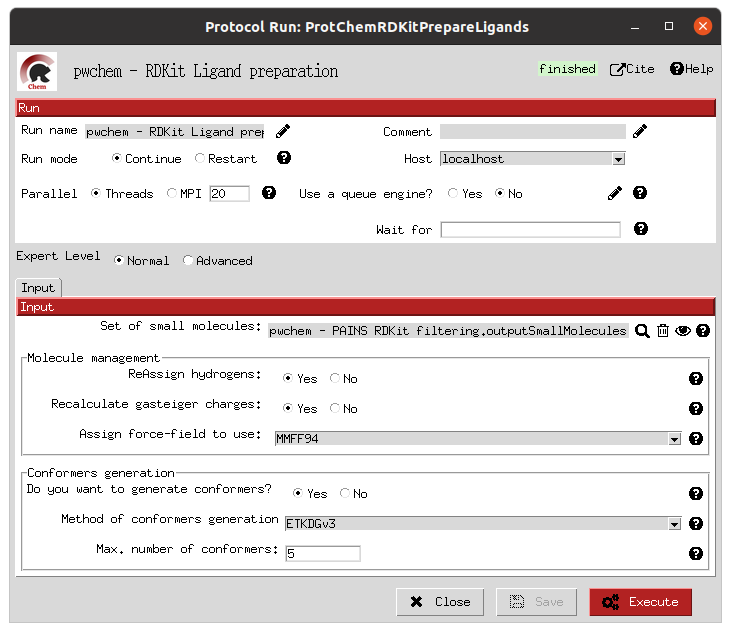 Protocol Run: ProtChemRDKitPrepareLigands
Chem
pwchem - RDKit Ligand preparation
finished
Cite
Help
Run
Run name pwchem - RDKit Ligand prep Comment
Run mode Continue Restart Host localhost
Parallel Threads MPI 20 Use a queue engine? Yes No
Wait for
Expert Level Normal Advanced
Input
Input
Set of small molecules: pwchem - PAINS RDKit filtering.outputSmallMolecules
Molecule management
ReAssign hydrogens: Yes No
Recalculate gasteiger charges: Yes No
Assign force-field to use: MMFF94
Conformers generation
Do you want to generate conformers? Yes No
Method of conformers generation ETKDGv3
Max. number of conformers: 5
Close Save Execute